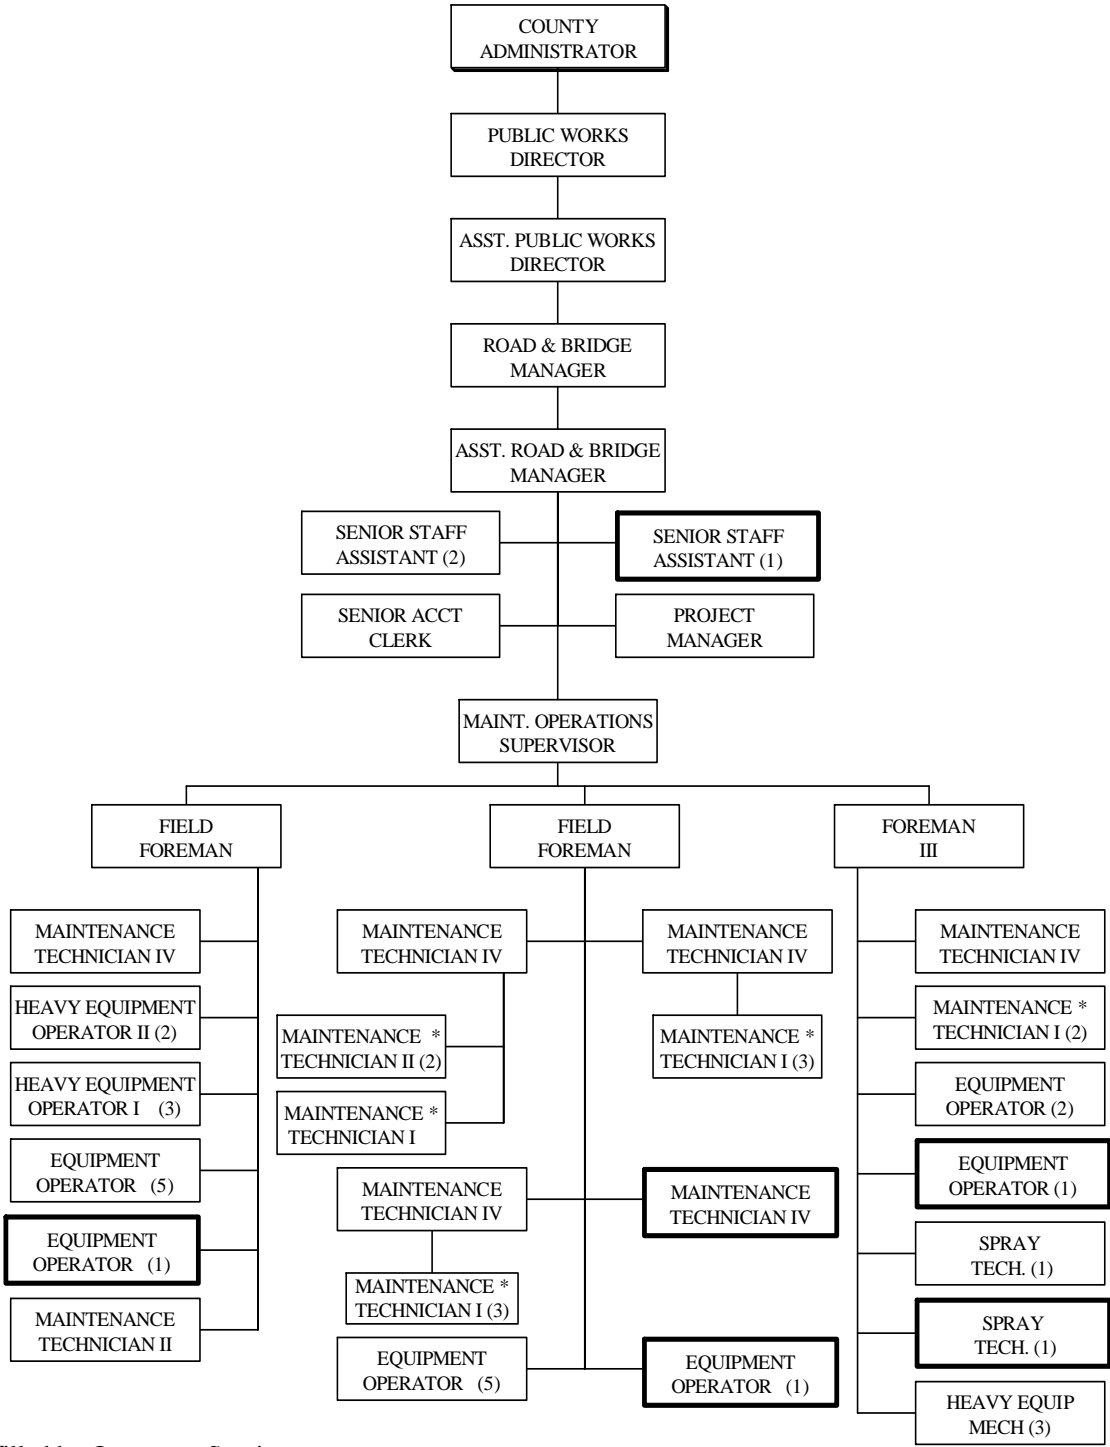 COUNTY
ADMINISTRATOR
PUBLIC WORKS
DIRECTOR
ASST. PUBLIC WORKS
DIRECTOR
ROAD & BRIDGE
MANAGER
ASST. ROAD & BRIDGE
MANAGER
SENIOR STAFF
ASSISTANT (2)
SENIOR STAFF
ASSISTANT (1)
SENIOR ACCT
CLERK
PROJECT
MANAGER
MAINT. OPERATIONS
SUPERVISOR
FIELD
FOREMAN
MAINTENANCE
TECHNICIAN IV
HEAVY EQUIPMENT
OPERATOR II (2)
HEAVY EQUIPMENT
OPERATOR I (3)
EQUIPMENT
OPERATOR (5)
EQUIPMENT
OPERATOR (1)
MAINTENANCE
TECHNICIAN II
FIELD
FOREMAN
MAINTENANCE
TECHNICIAN IV
MAINTENANCE *
TECHNICIAN II (2)
MAINTENANCE *
TECHNICIAN I
MAINTENANCE
TECHNICIAN IV
MAINTENANCE *
TECHNICIAN I (3)
MAINTENANCE
TECHNICIAN IV
MAINTENANCE *
TECHNICIAN I (3)
MAINTENANCE
TECHNICIAN IV
EQUIPMENT
OPERATOR (5)
EQUIPMENT
OPERATOR (1)
FOREMAN
III
MAINTENANCE
TECHNICIAN IV
MAINTENANCE *
TECHNICIAN I (2)
EQUIPMENT
OPERATOR (2)
EQUIPMENT
OPERATOR (1)
SPRAY
TECH. (1)
SPRAY
TECH. (1)
HEAVY EQUIP
MECH (3)